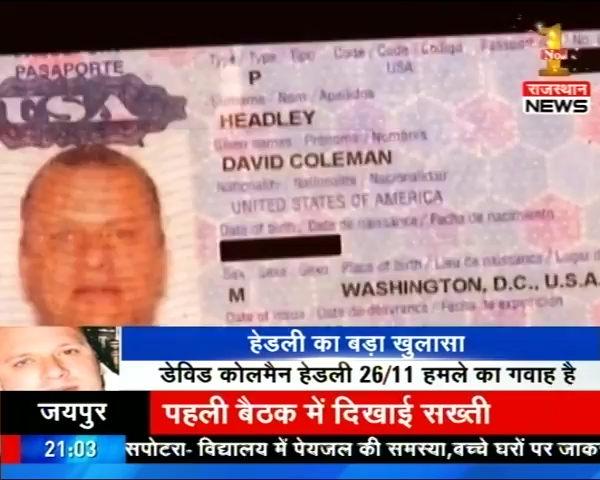 PASAPORTE
USA
Type / Type / Tipo Code / Code / Codigo Passport No.
P USA
Surname / Nom / Apellidos
HEADLEY
Given names / Prénoms / Nombres
DAVID COLEMAN
Nationality / Nationalité / Nacionalidad
UNITED STATES OF AMERICA
Date of birth / Date de naissance / Fecha de nacimiento
Sex / Sexe / Sexo Place of birth / Lieu de naissance / Lugar d
M WASHINGTON, D.C., U.S.A.
Date of issue / Date de délivrance / Fecha de expedición
No. 1
राजस्थान
NEWS
हेडली का बड़ा खुलासा
डेविड कोलमैन हेडली 26/11 हमले का गवाह है
जयपुर पहली बैठक में दिखाई सख्ती
21:03 सपोटरा- विद्यालय में पेयजल की समस्या,बच्चे घरों पर जाक